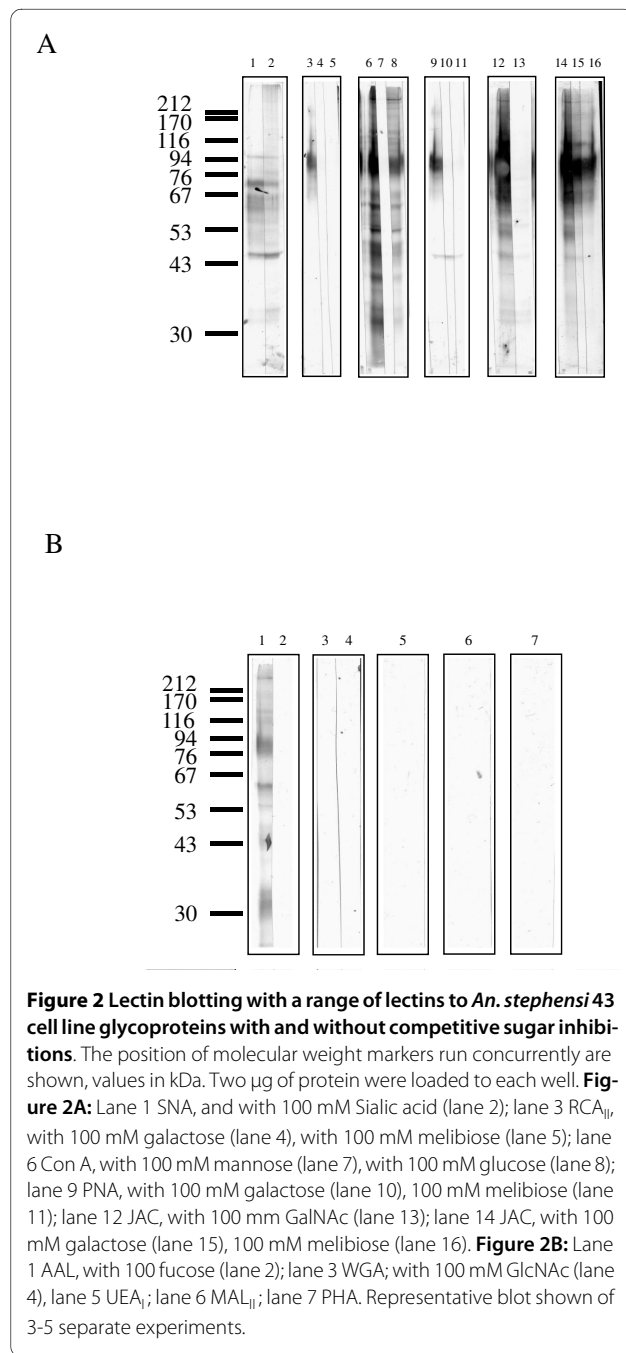 A
1 2 3 4 5 6 7 8 9 10 11 12 13 14 15 16
212
170
116
94
76
67
53
43
30
B
1 2 3 4 5 6 7
212
170
116
94
76
67
53
43
30
Figure 2 Lectin blotting with a range of lectins to An. stephensi 43
cell line glycoproteins with and without competitive sugar inhibi-
tions. The position of molecular weight markers run concurrently are
shown, values in kDa. Two μg of protein were loaded to each well. Fig-
ure 2A: Lane 1 SNA, and with 100 mM Sialic acid (lane 2); lane 3 RCAII,
with 100 mM galactose (lane 4), with 100 mM melibiose (lane 5); lane
6 Con A, with 100 mM mannose (lane 7), with 100 mM glucose (lane 8);
lane 9 PNA, with 100 mM galactose (lane 10), 100 mM melibiose (lane
11); lane 12 JAC, with 100 mm GalNAc (lane 13); lane 14 JAC, with 100
mM galactose (lane 15), 100 mM melibiose (lane 16). Figure 2B: Lane
1 AAL, with 100 fucose (lane 2); lane 3 WGA; with 100 mM GlcNAc (lane
4), lane 5 UEAI; lane 6 MALII; lane 7 PHA. Representative blot shown of
3-5 separate experiments.